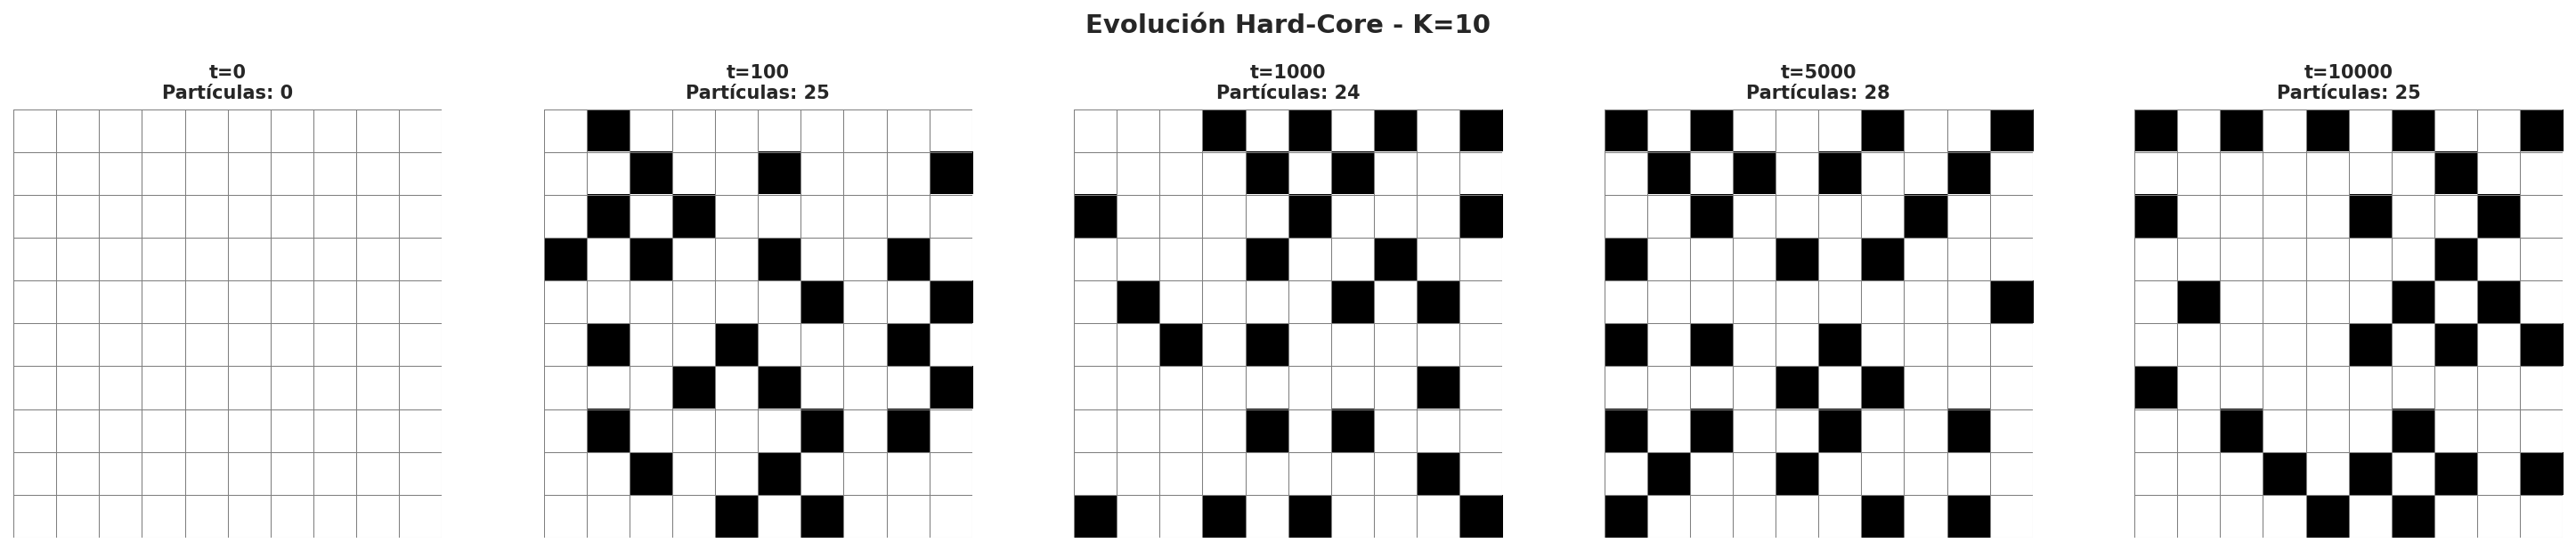 Evolución Hard-Core - K=10
t=0
Partículas: 0
t=100
Partículas: 25
t=1000
Partículas: 24
t=5000
Partículas: 28
t=10000
Partículas: 25